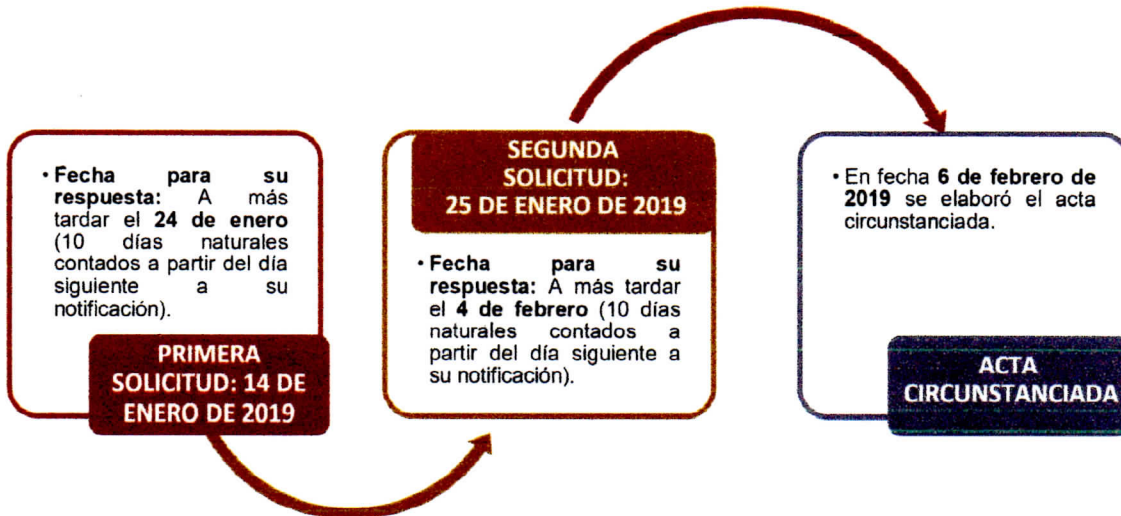 • Fecha para su
respuesta: A más
tardar el 24 de enero
(10 días naturales
contados a partir del día
siguiente a su
notificación).
PRIMERA
SOLICITUD: 14 DE
ENERO DE 2019
SEGUNDA
SOLICITUD:
25 DE ENERO DE 2019
• Fecha para su
respuesta: A más tardar
el 4 de febrero (10 días
naturales contados a
partir del día siguiente a
su notificación).
• En fecha 6 de febrero de
2019 se elaboró el acta
circunstanciada.
ACTA
CIRCUNSTANCIADA